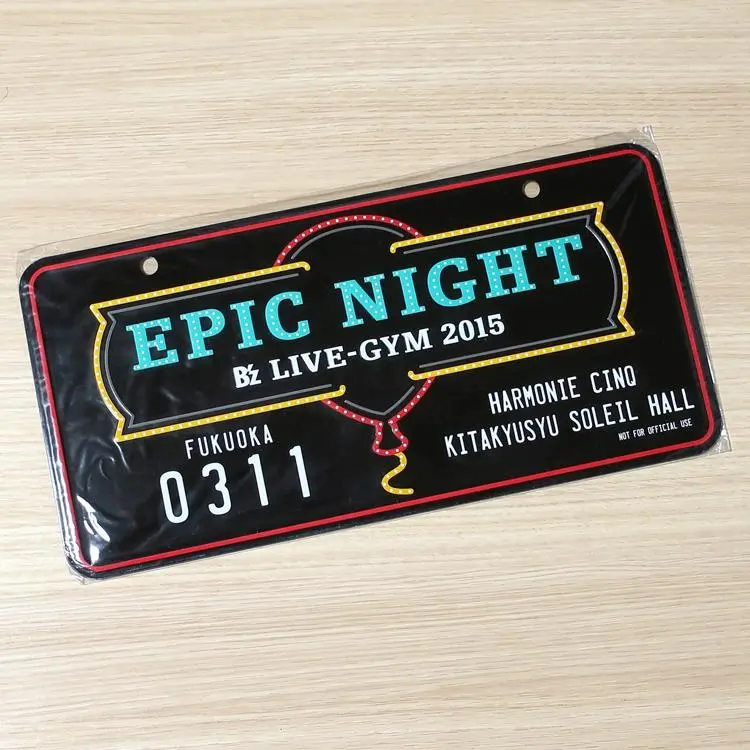 EPIC NIGHT
B'z LIVE-GYM 2015
FUKUOKA
0311
HARMONIE CINQ
KITAKYUSYU SOLEIL HALL
NOT FOR OFFICIAL USE